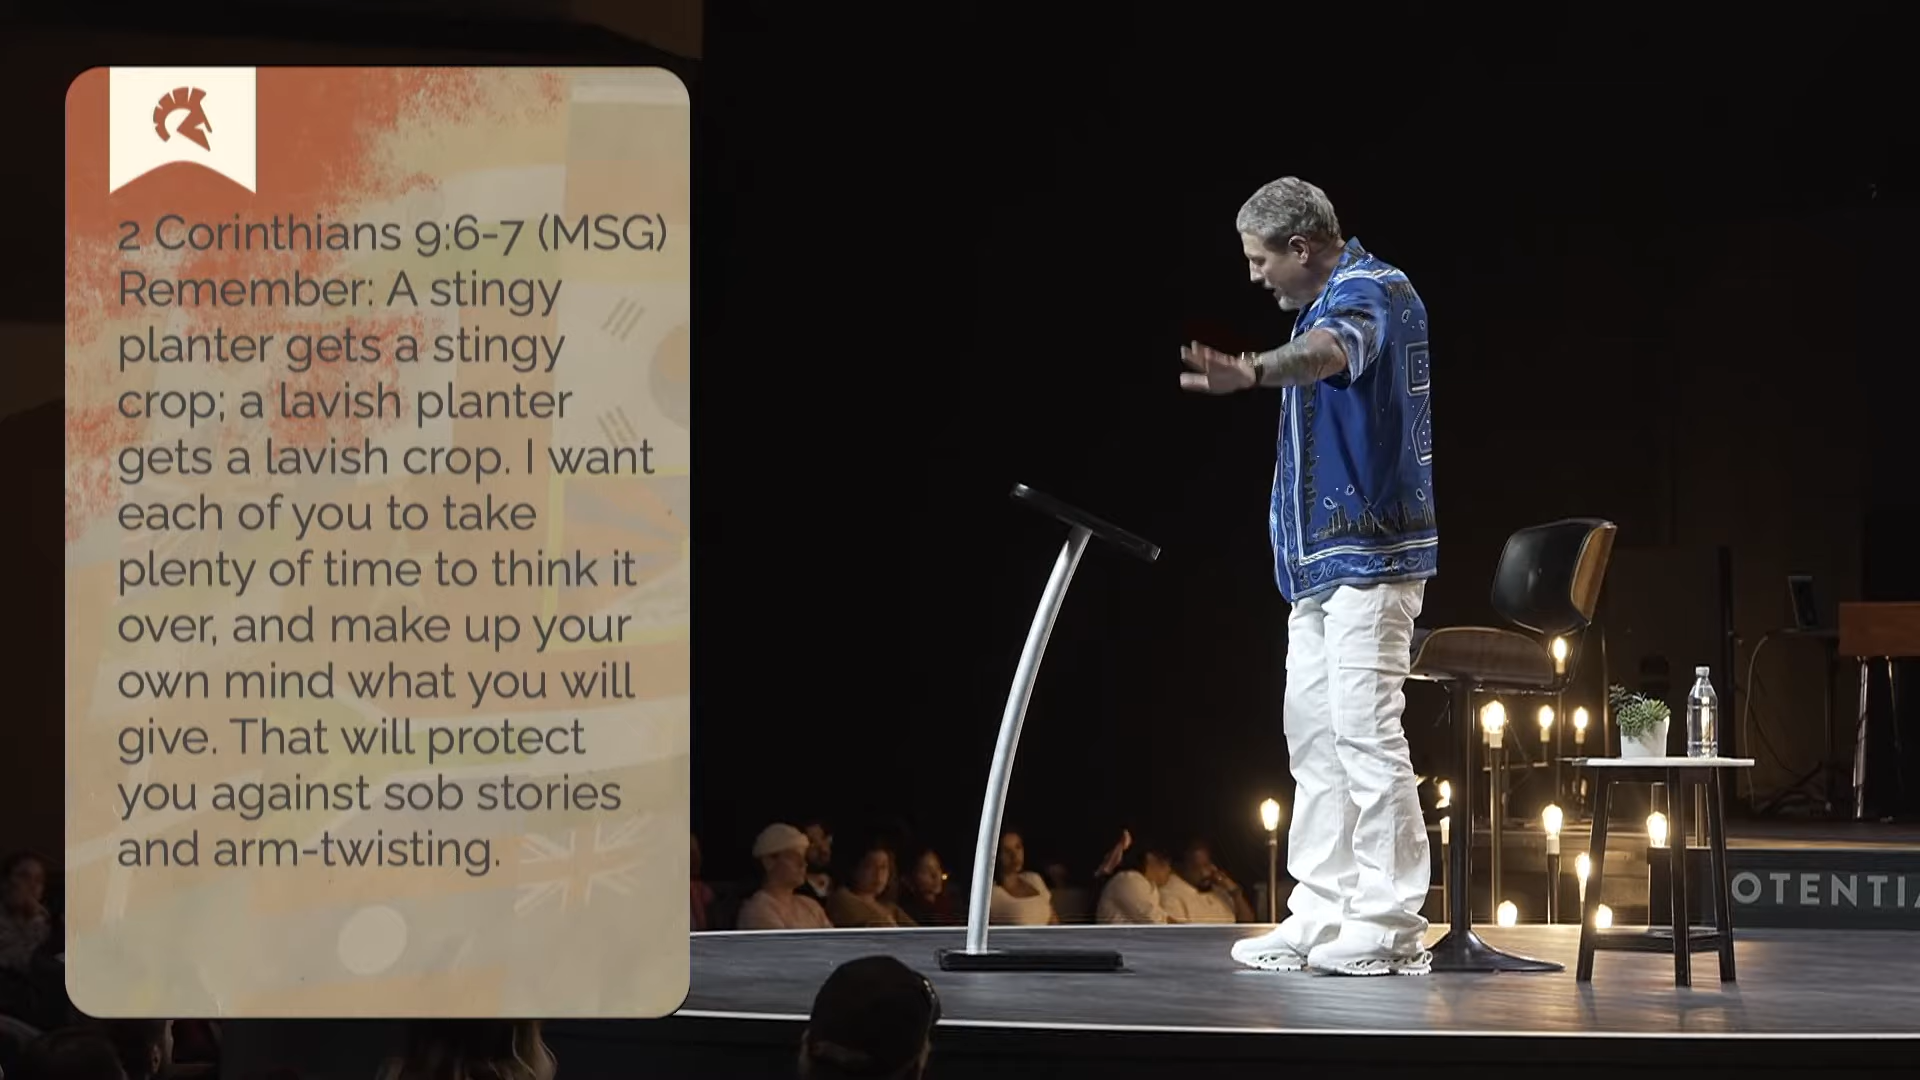 2 Corinthians 9:6-7 (MSG)
Remember: A stingy
planter gets a stingy
crop; a lavish planter
gets a lavish crop. I want
each of you to take
plenty of time to think it
over, and make up your
own mind what you will
give. That will protect
you against sob stories
and arm-twisting.
OTENTIA